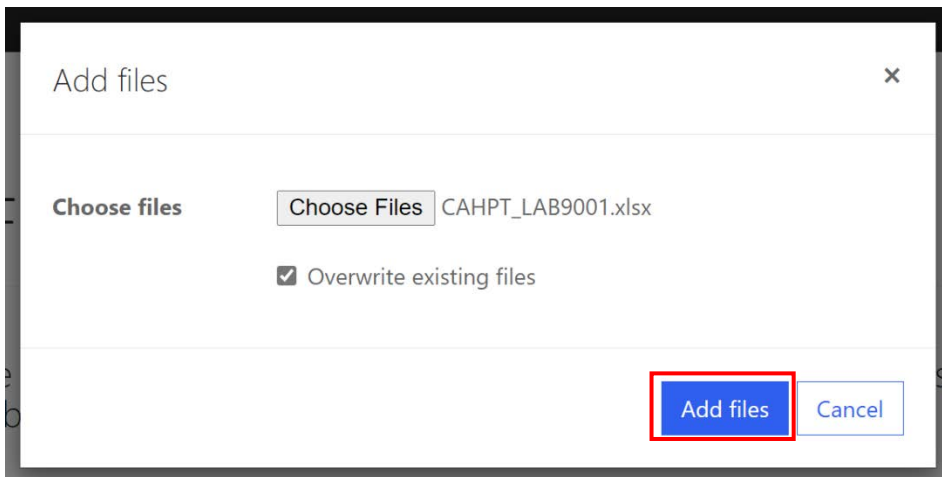 Add files ×
Choose files Choose Files CAHPT_LAB9001.xlsx
Overwrite existing files
Add files Cancel